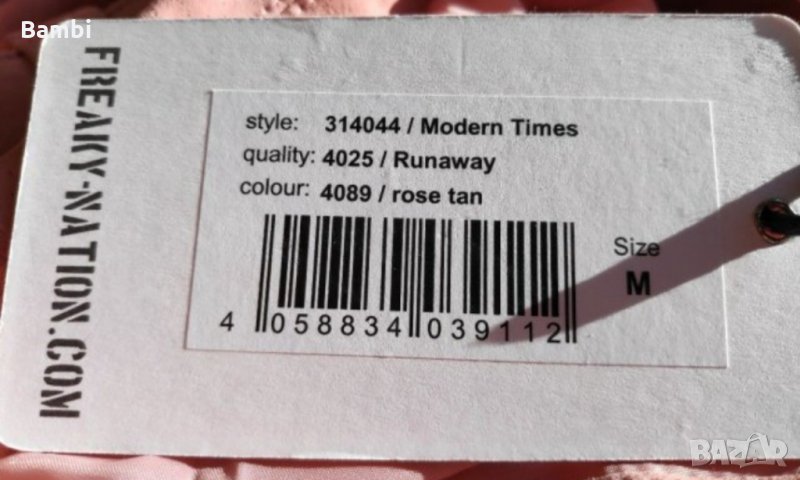 Bambi
FREAKY-NATION.COM
style: 314044 / Modern Times
quality: 4025 / Runaway
colour: 4089 / rose tan
Size
M
4 058834 039112
BAZAR